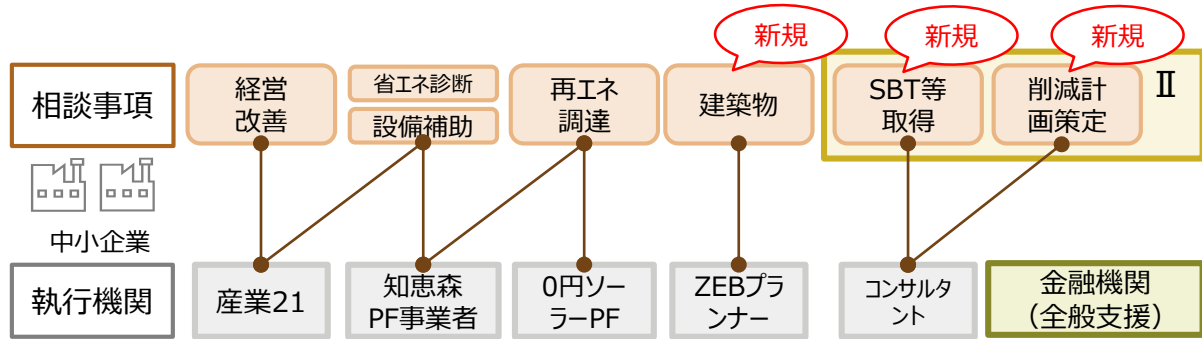 新規
新規
新規
相談事項
経営
改善
省エネ診断
設備補助
再エネ
調達
建築物
SBT等
取得
削減計
画策定
Ⅱ
中小企業
執行機関
産業21
知恵森
PF事業者
0円ソー
ラーPF
ZEBプラ
ンナー
コンサルタ
ント
金融機関
（全般支援）